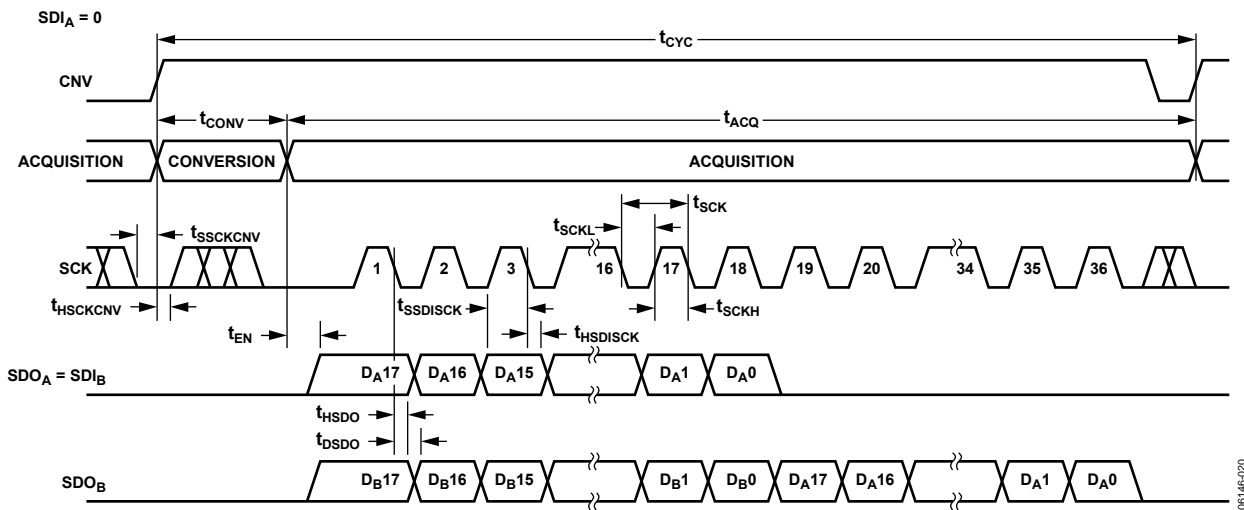 SDIA = 0
tCYC
CNV
tCONV
tACQ
ACQUISITION
CONVERSION
ACQUISITION
tSCK
tSCKL
tSSCKCNV
SCK
1
2
3
16
17
18
19
20
34
35
36
tHSCKCNV
tSSDISCK
tSCKH
tEN
tHSDISCK
SDOA = SDIB
DA17
DA16
DA15
DA1
DA0
tHSDO
tDSDO
SDOB
DB17
DB16
DB15
DB1
DB0
DA17
DA16
DA1
DA0
06146-020